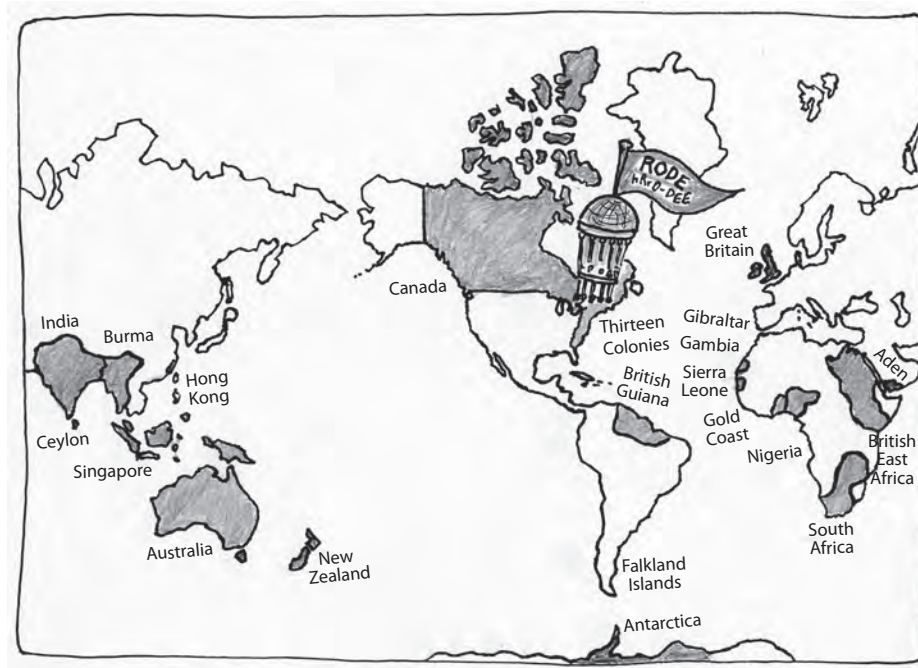 RODE
hRrO-DEE
Great
Britain
Canada
India
Burma
Thirteen
Colonies
Gibraltar
Gambia
Aden
Hong
Kong
British
Guiana
Sierra
Leone
Gold
Coast
Ceylon
Singapore
Nigeria
British
East
Africa
South
Africa
Australia
New
Zealand
Falkland
Islands
Antarctica